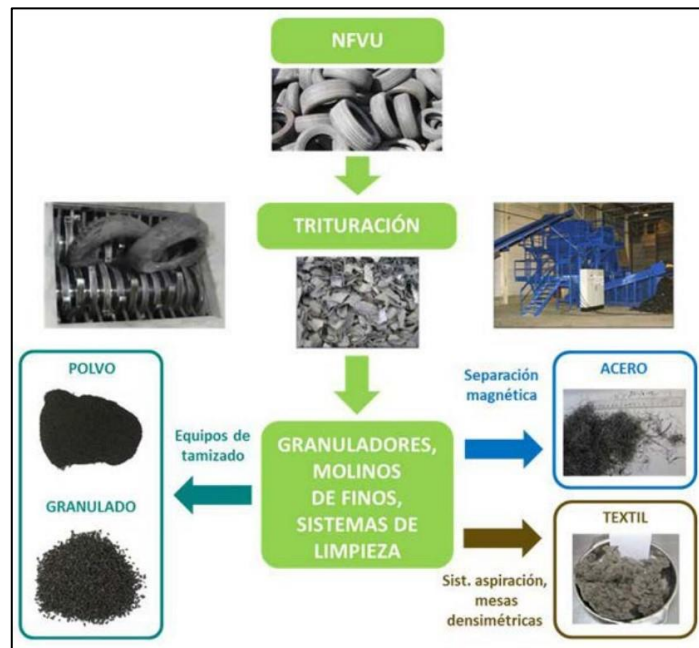 NFVU
TRITURACIÓN
POLVO
GRANULADO
Equipos de
tamizado
GRANULADORES,
MOLINOS
DE FINOS,
SISTEMAS DE
LIMPIEZA
Separación
magnética
ACERO
Sist. aspiración,
mesas
densimétricas
TEXTIL